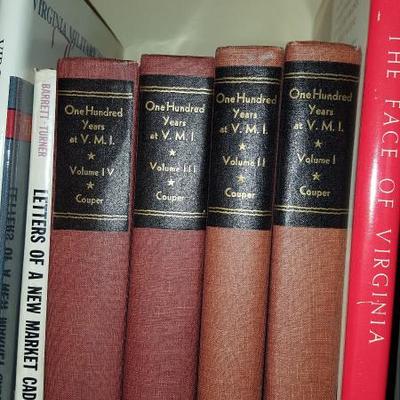 VIRGINIA MILITARY
BARRETT-TURNER
LETTERS OF A NEW MARKET CAD
One Hundred
Years
at V. M. I.
★
Volume IV
★
Couper
One Hundred
Years
at V. M. I.
★
Volume III
★
Couper
One Hundred
Years
at V. M. I.
★
Volume II
★
Couper
One Hundred
Years
at V. M. I.
★
Volume I
★
Couper
THE FACE OF VIRGINIA